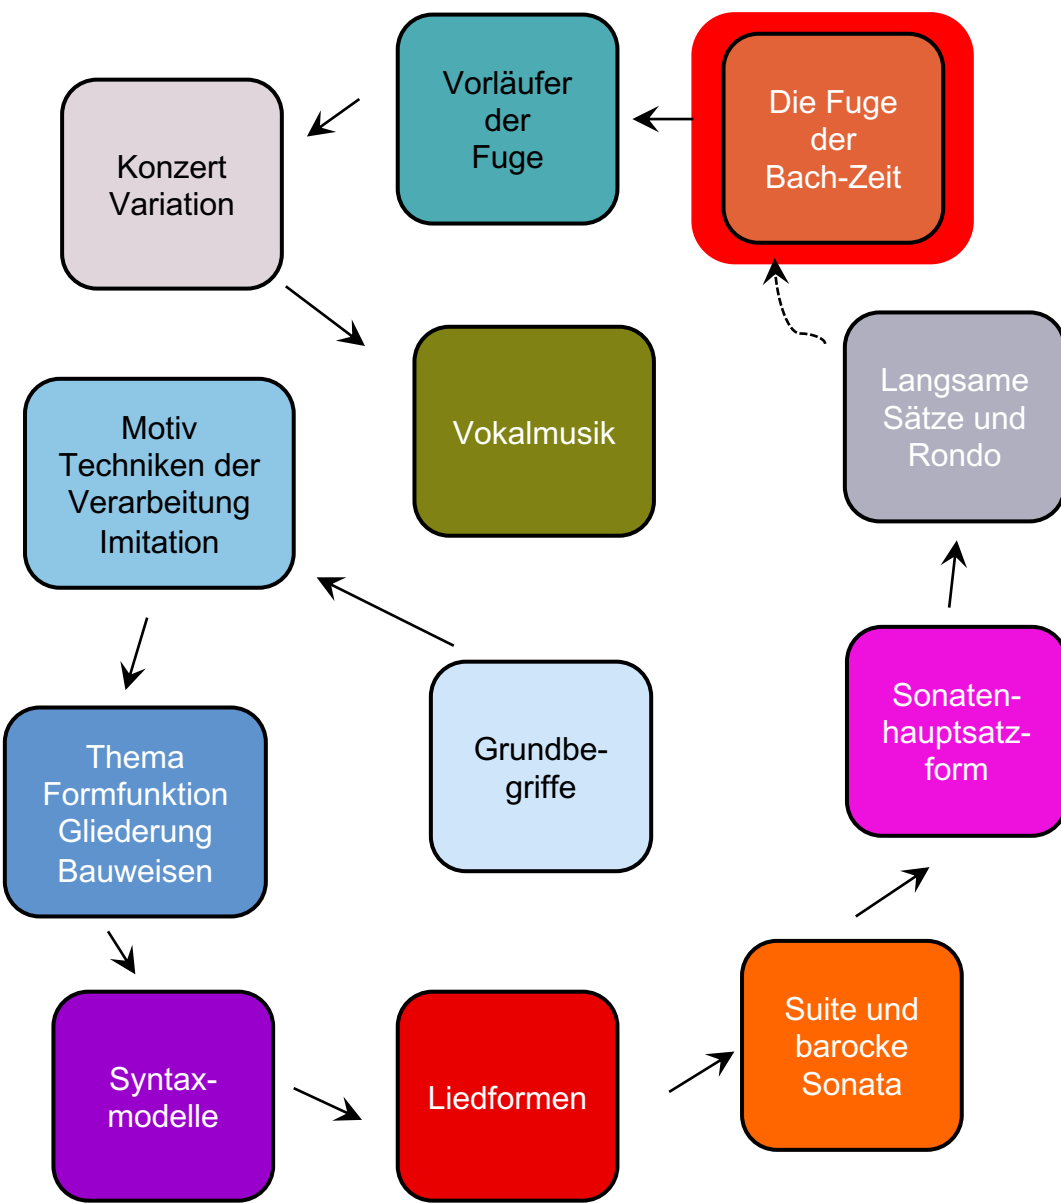 Vorläufer
der
Fuge
Die Fuge
der
Bach-Zeit
Konzert
Variation
Vokalmusik
Langsame
Sätze und
Rondo
Motiv
Techniken der
Verarbeitung
Imitation
Grundbe-
griffe
Sonaten-
hauptsatz-
form
Thema
Formfunktion
Gliederung
Bauweisen
Suite und
barocke
Sonata
Syntax-
modelle
Liedformen